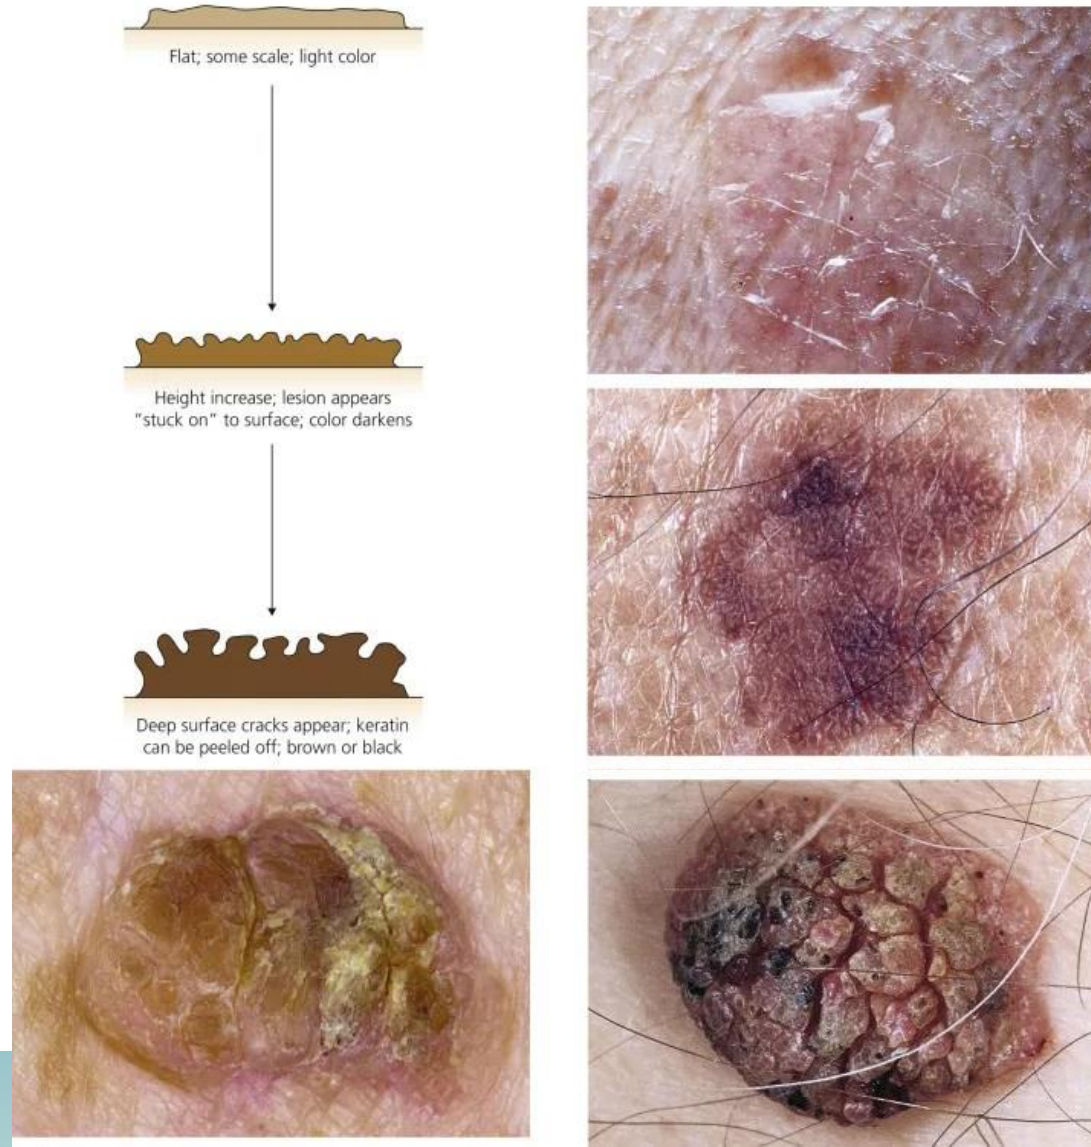 Flat; some scale; light color
Height increase; lesion appears
“stuck on” to surface; color darkens
Deep surface cracks appear; keratin
can be peeled off; brown or black